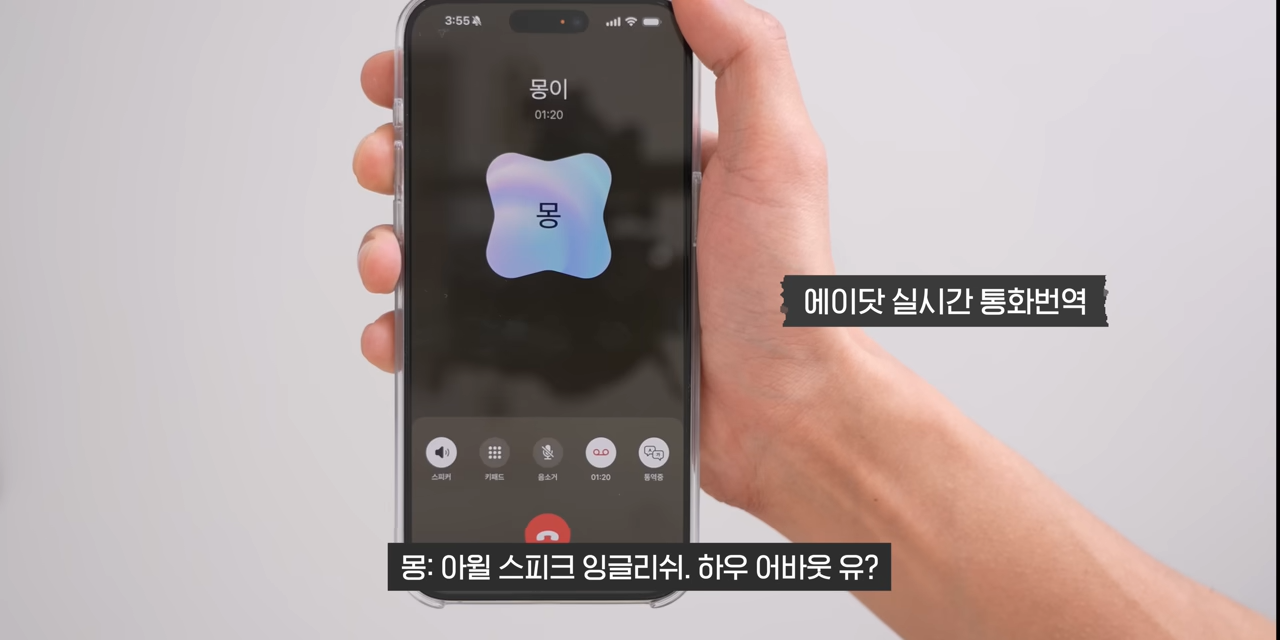 3:55
몽이
01:20
몽
에이닷 실시간 통화번역
스피커 키패드 음소거 01:20 통역중
몽: 아윌 스피크 잉글리쉬. 하우 어바웃 유?